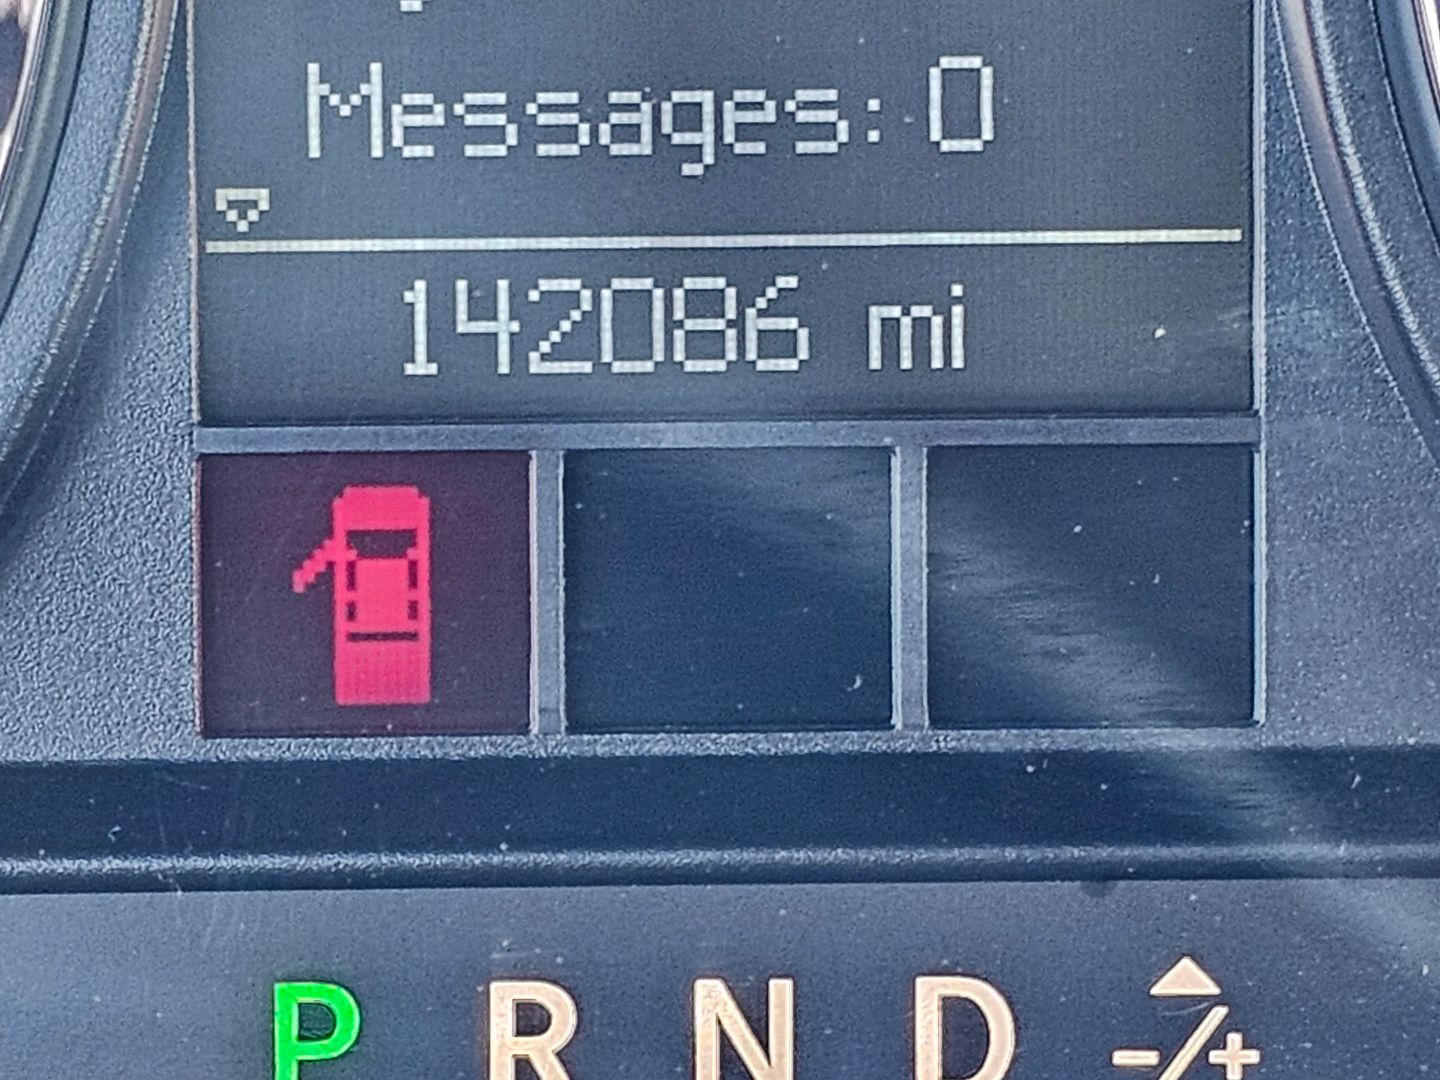 Messages: 0
142086 mi
P R N D -/+